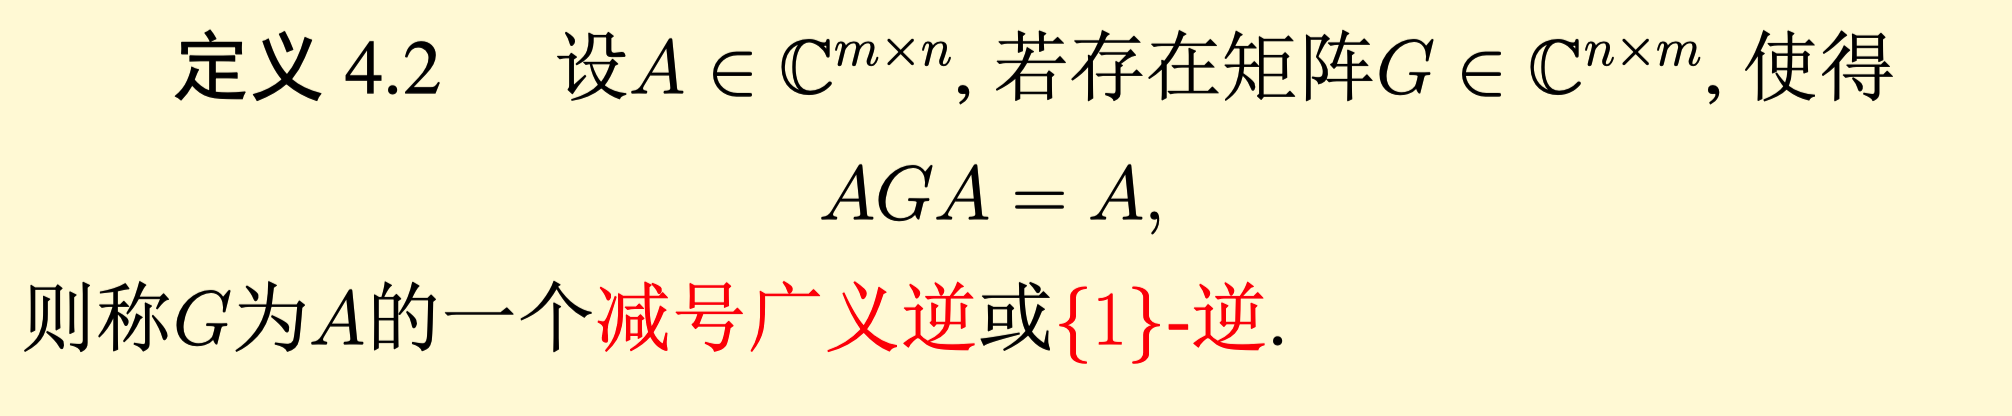 定义 4.2 设$A \in \mathbb{C}^{m \times n}$, 若存在矩阵$G \in \mathbb{C}^{n \times m}$, 使得
$AGA = A,$
则称$G$为$A$的一个减号广义逆或{1}-逆.